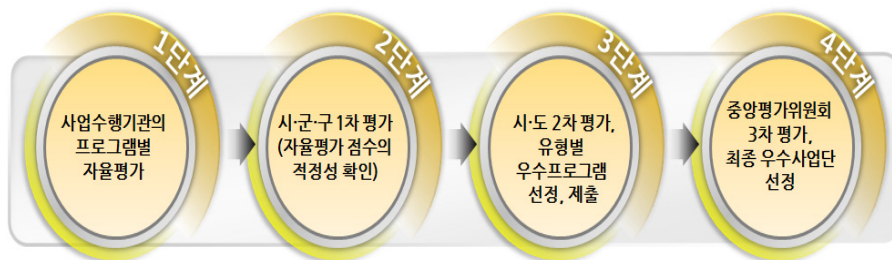 1단계
사업수행기관의
프로그램별
자율평가
2단계
시·군·구 1차 평가
(자율평가 점수의
적정성 확인)
3단계
시·도 2차 평가,
유형별
우수프로그램
선정, 제출
4단계
중앙평가위원회
3차 평가,
최종 우수사업단
선정